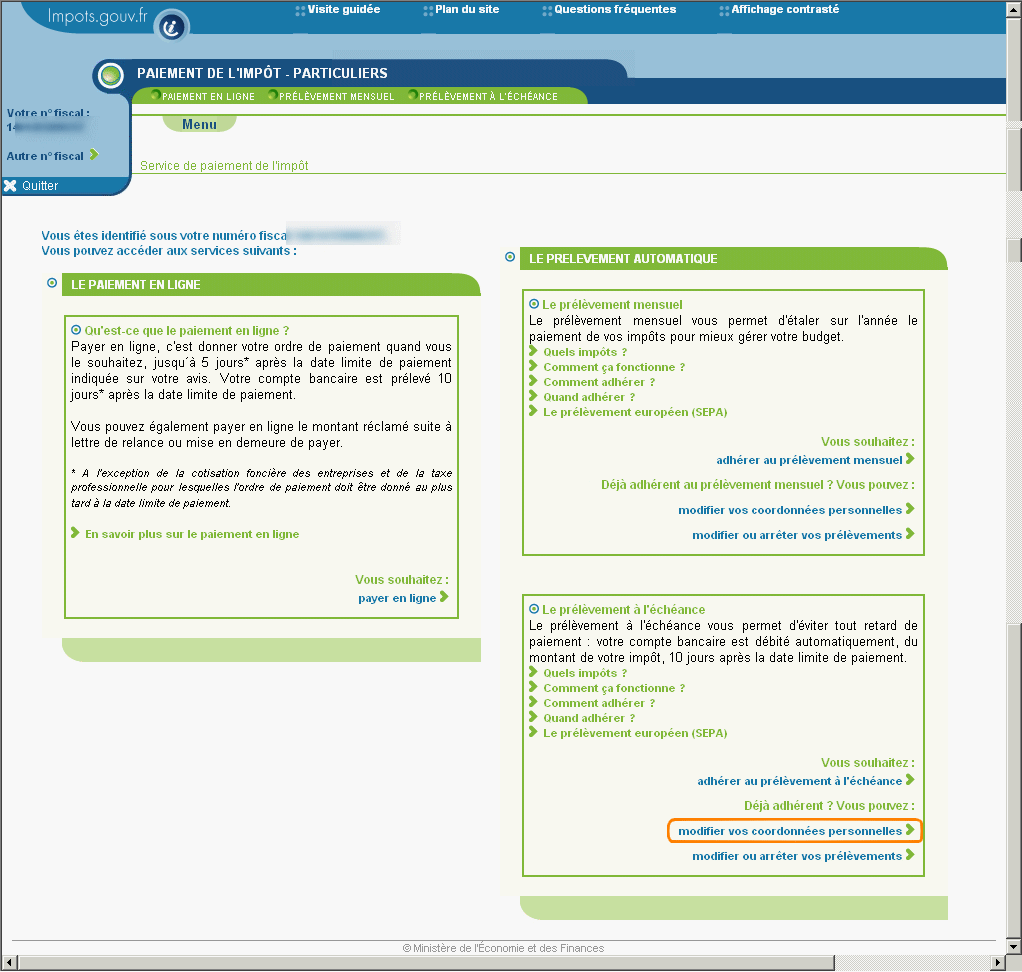 Impots.gouv.fr
Visite guidée
Plan du site
Questions fréquentes
Affichage contrasté
PAIEMENT DE L'IMPÔT - PARTICULIERS
PAIEMENT EN LIGNE
PRÉLÈVEMENT MENSUEL
PRÉLÈVEMENT À L'ÉCHÉANCE
Votre n° fiscal :
Autre n° fiscal
Quitter
Menu
Service de paiement de l'impôt
Vous êtes identifié sous votre numéro fisca
Vous pouvez accéder aux services suivants :
LE PAIEMENT EN LIGNE
Qu'est-ce que le paiement en ligne ?
Payer en ligne, c'est donner votre ordre de paiement quand vous
le souhaitez, jusqu´à 5 jours* après la date limite de paiement
indiquée sur votre avis. Votre compte bancaire est prélevé 10
jours* après la date limite de paiement.
Vous pouvez également payer en ligne le montant réclamé suite à
lettre de relance ou mise en demeure de payer.
* A l'exception de la cotisation foncière des entreprises et de la taxe
professionnelle pour lesquelles l'ordre de paiement doit être donné au plus
tard à la date limite de paiement.
En savoir plus sur le paiement en ligne
Vous souhaitez :
payer en ligne
LE PRELEVEMENT AUTOMATIQUE
Le prélèvement mensuel
Le prélèvement mensuel vous permet d'étaler sur l'année le
paiement de vos impôts pour mieux gérer votre budget.
Quels impôts ?
Comment ça fonctionne ?
Comment adhérer ?
Quand adhérer ?
Le prélèvement européen (SEPA)
Vous souhaitez :
adhérer au prélèvement mensuel
Déjà adhérent au prélèvement mensuel ? Vous pouvez :
modifier vos coordonnées personnelles
modifier ou arrêter vos prélèvements
Le prélèvement à l'échéance
Le prélèvement à l'échéance vous permet d'éviter tout retard de
paiement : votre compte bancaire est débité automatiquement, du
montant de votre impôt, 10 jours après la date limite de paiement.
Quels impôts ?
Comment ça fonctionne ?
Comment adhérer ?
Quand adhérer ?
Le prélèvement européen (SEPA)
Vous souhaitez :
adhérer au prélèvement à l'échéance
Déjà adhérent ? Vous pouvez :
modifier vos coordonnées personnelles
modifier ou arrêter vos prélèvements
© Ministère de l'Économie et des Finances